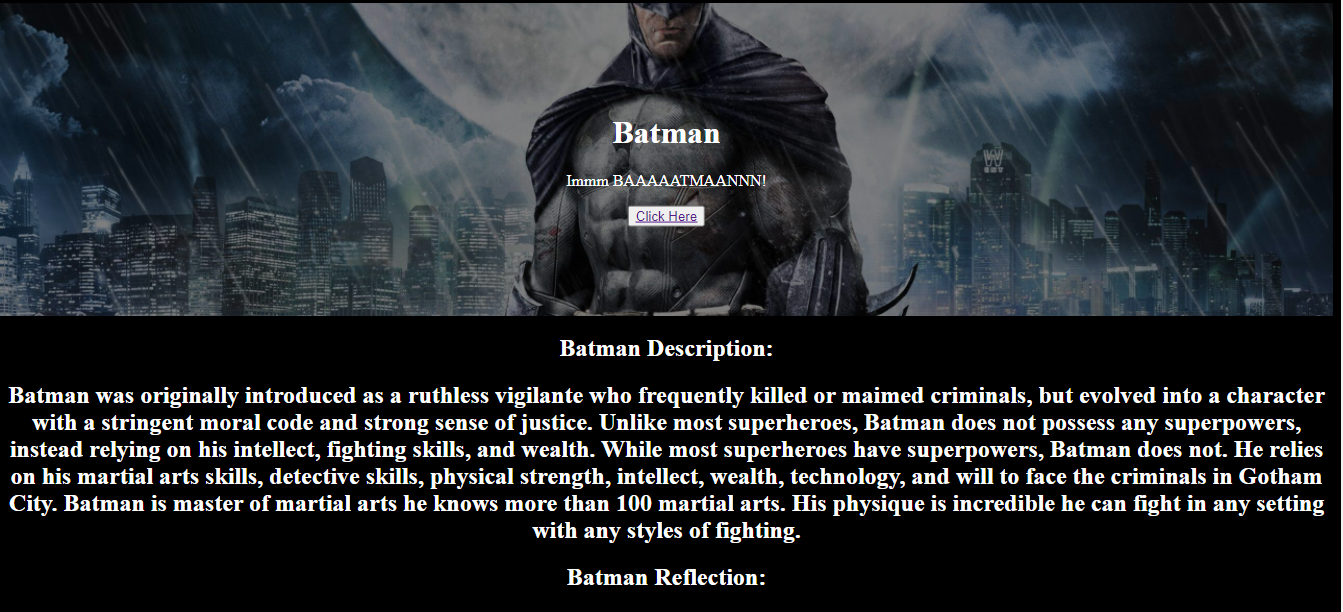 Batman
Immm BAAAAATMAANNN!
Click Here
Batman Description:
Batman was originally introduced as a ruthless vigilante who frequently killed or maimed criminals, but evolved into a character
with a stringent moral code and strong sense of justice. Unlike most superheroes, Batman does not possess any superpowers,
instead relying on his intellect, fighting skills, and wealth. While most superheroes have superpowers, Batman does not. He relies
on his martial arts skills, detective skills, physical strength, intellect, wealth, technology, and will to face the criminals in Gotham
City. Batman is master of martial arts he knows more than 100 martial arts. His physique is incredible he can fight in any setting
with any styles of fighting.
Batman Reflection: